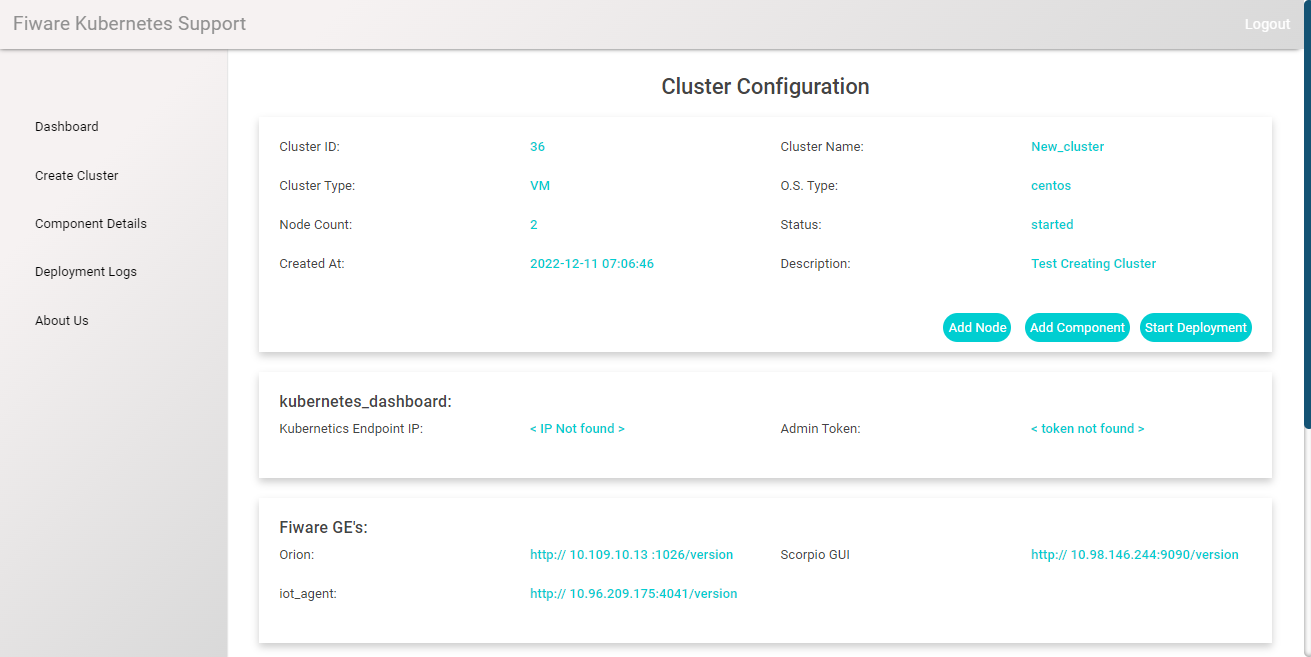 Fiware Kubernetes Support
Logout
Dashboard
Create Cluster
Component Details
Deployment Logs
About Us
Cluster Configuration
Cluster ID: 36 Cluster Name: New_cluster
Cluster Type: VM O.S. Type: centos
Node Count: 2 Status: started
Created At: 2022-12-11 07:06:46 Description: Test Creating Cluster
Add Node Add Component Start Deployment
kubernetes_dashboard:
Kubernetics Endpoint IP: < IP Not found > Admin Token: < token not found >
Fiware GE's:
Orion: http:// 10.109.10.13 :1026/version Scorpio GUI http:// 10.98.146.244:9090/version
iot_agent: http:// 10.96.209.175:4041/version